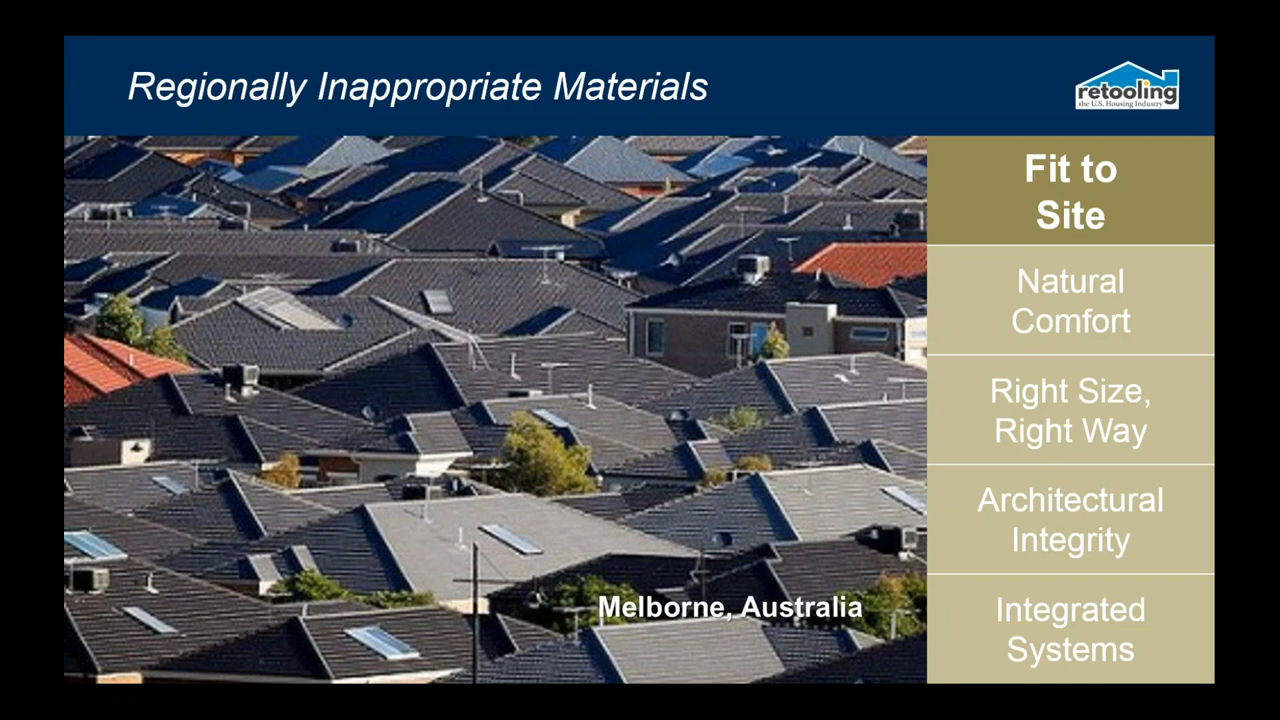 Regionally Inappropriate Materials
retooling
the U.S. Housing Industry
Fit to
Site
Natural
Comfort
Right Size,
Right Way
Architectural
Integrity
Integrated
Systems
Melborne, Australia